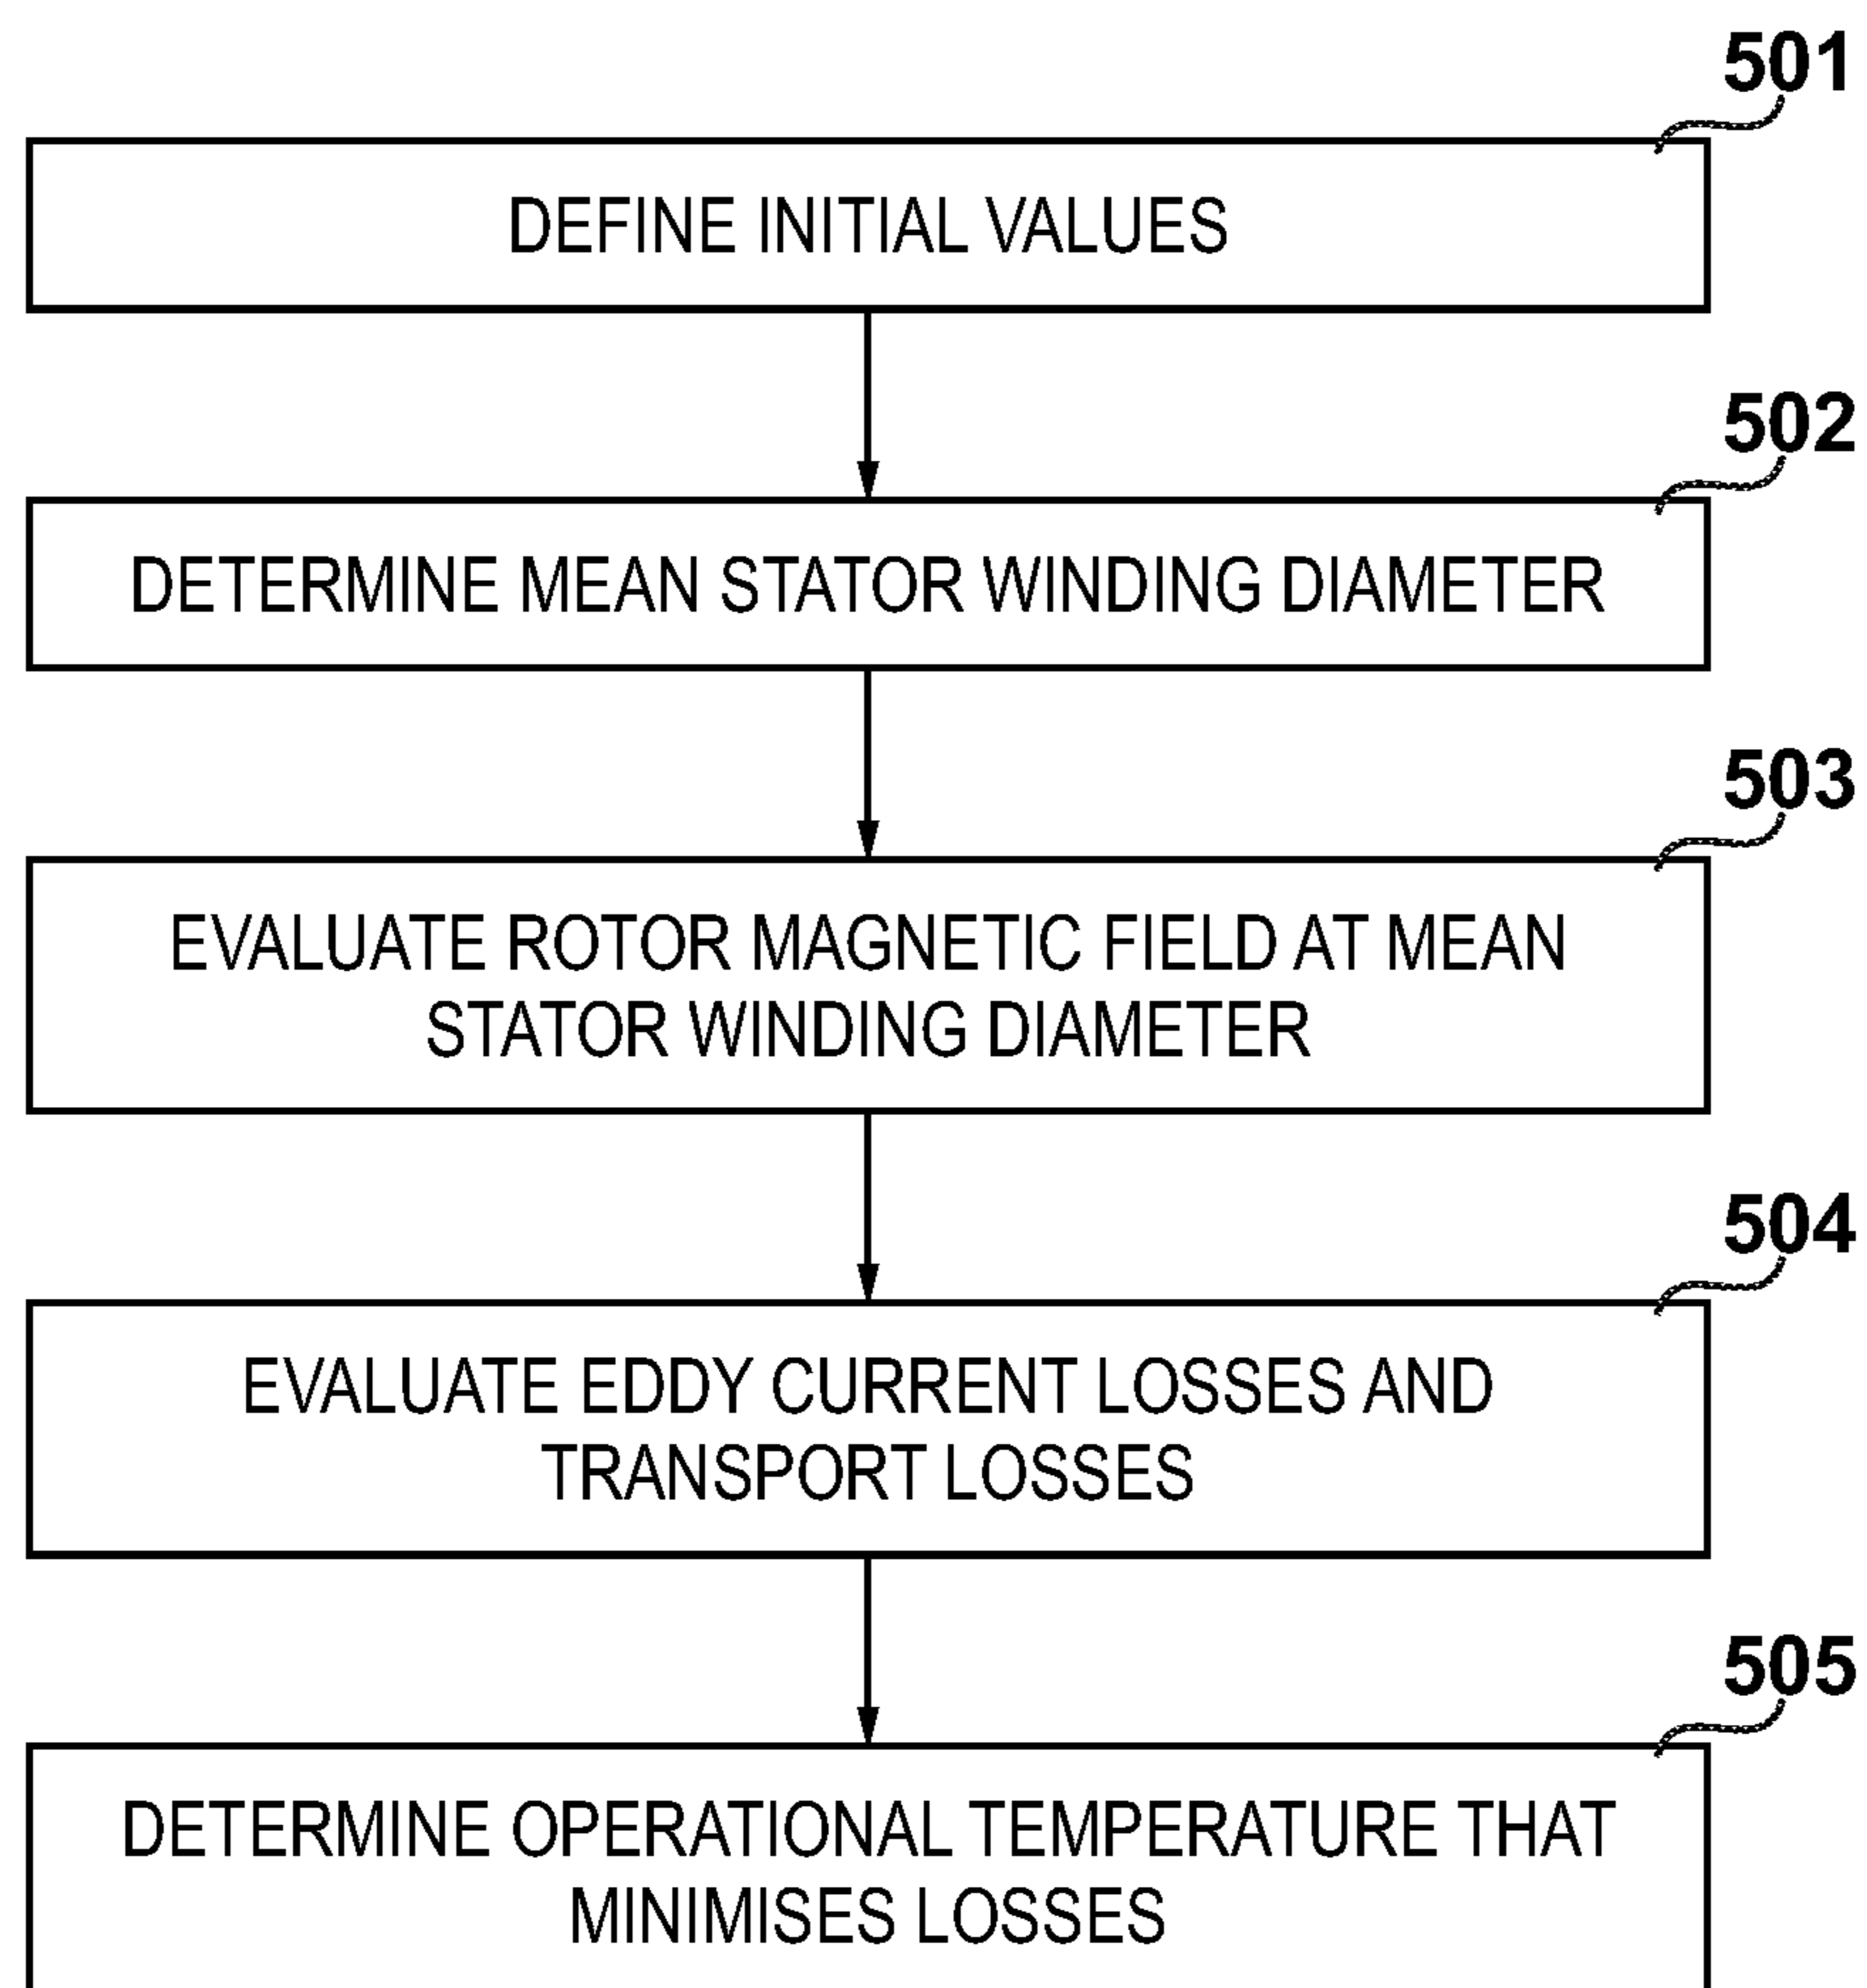 501
DEFINE INITIAL VALUES
502
DETERMINE MEAN STATOR WINDING DIAMETER
503
EVALUATE ROTOR MAGNETIC FIELD AT MEAN
STATOR WINDING DIAMETER
504
EVALUATE EDDY CURRENT LOSSES AND
TRANSPORT LOSSES
505
DETERMINE OPERATIONAL TEMPERATURE THAT
MINIMISES LOSSES